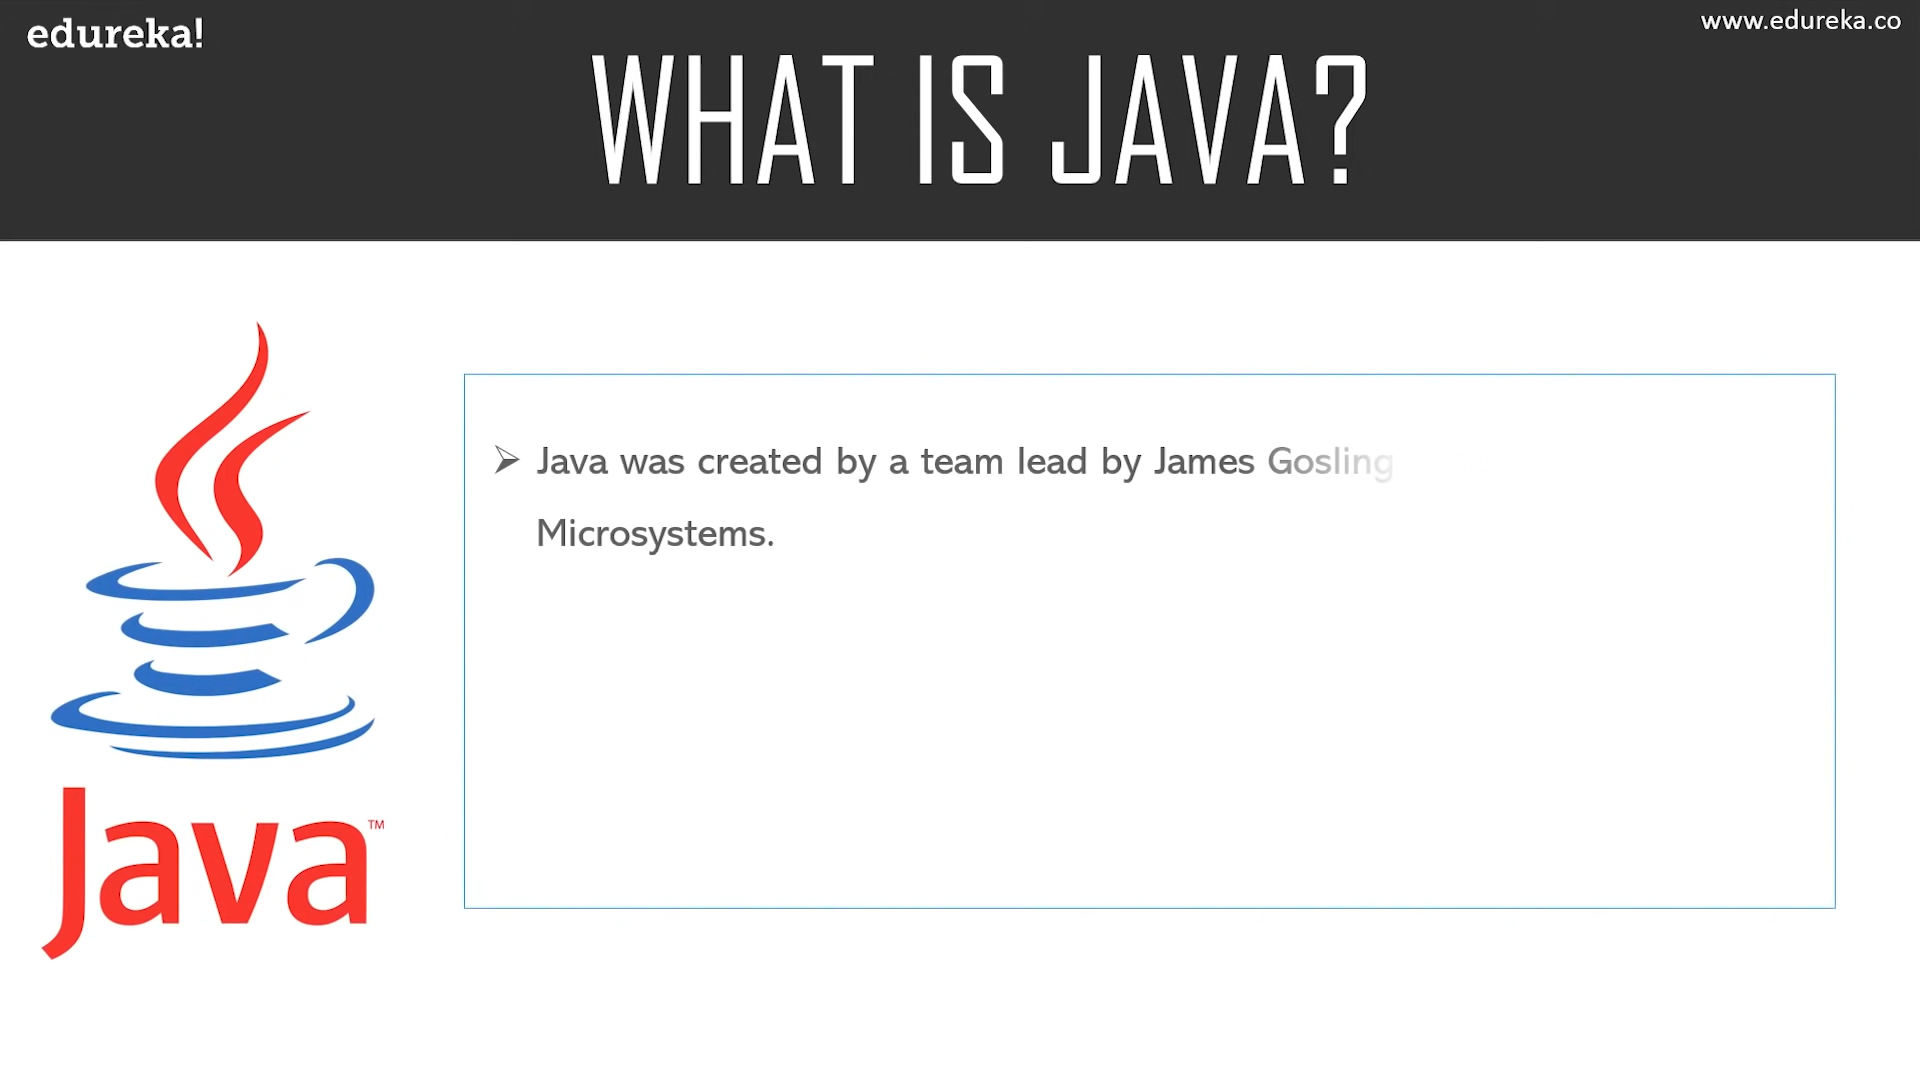 edureka!
www.edureka.co
WHAT IS JAVA?
➢ Java was created by a team lead by James Gosling
Microsystems.
Java™